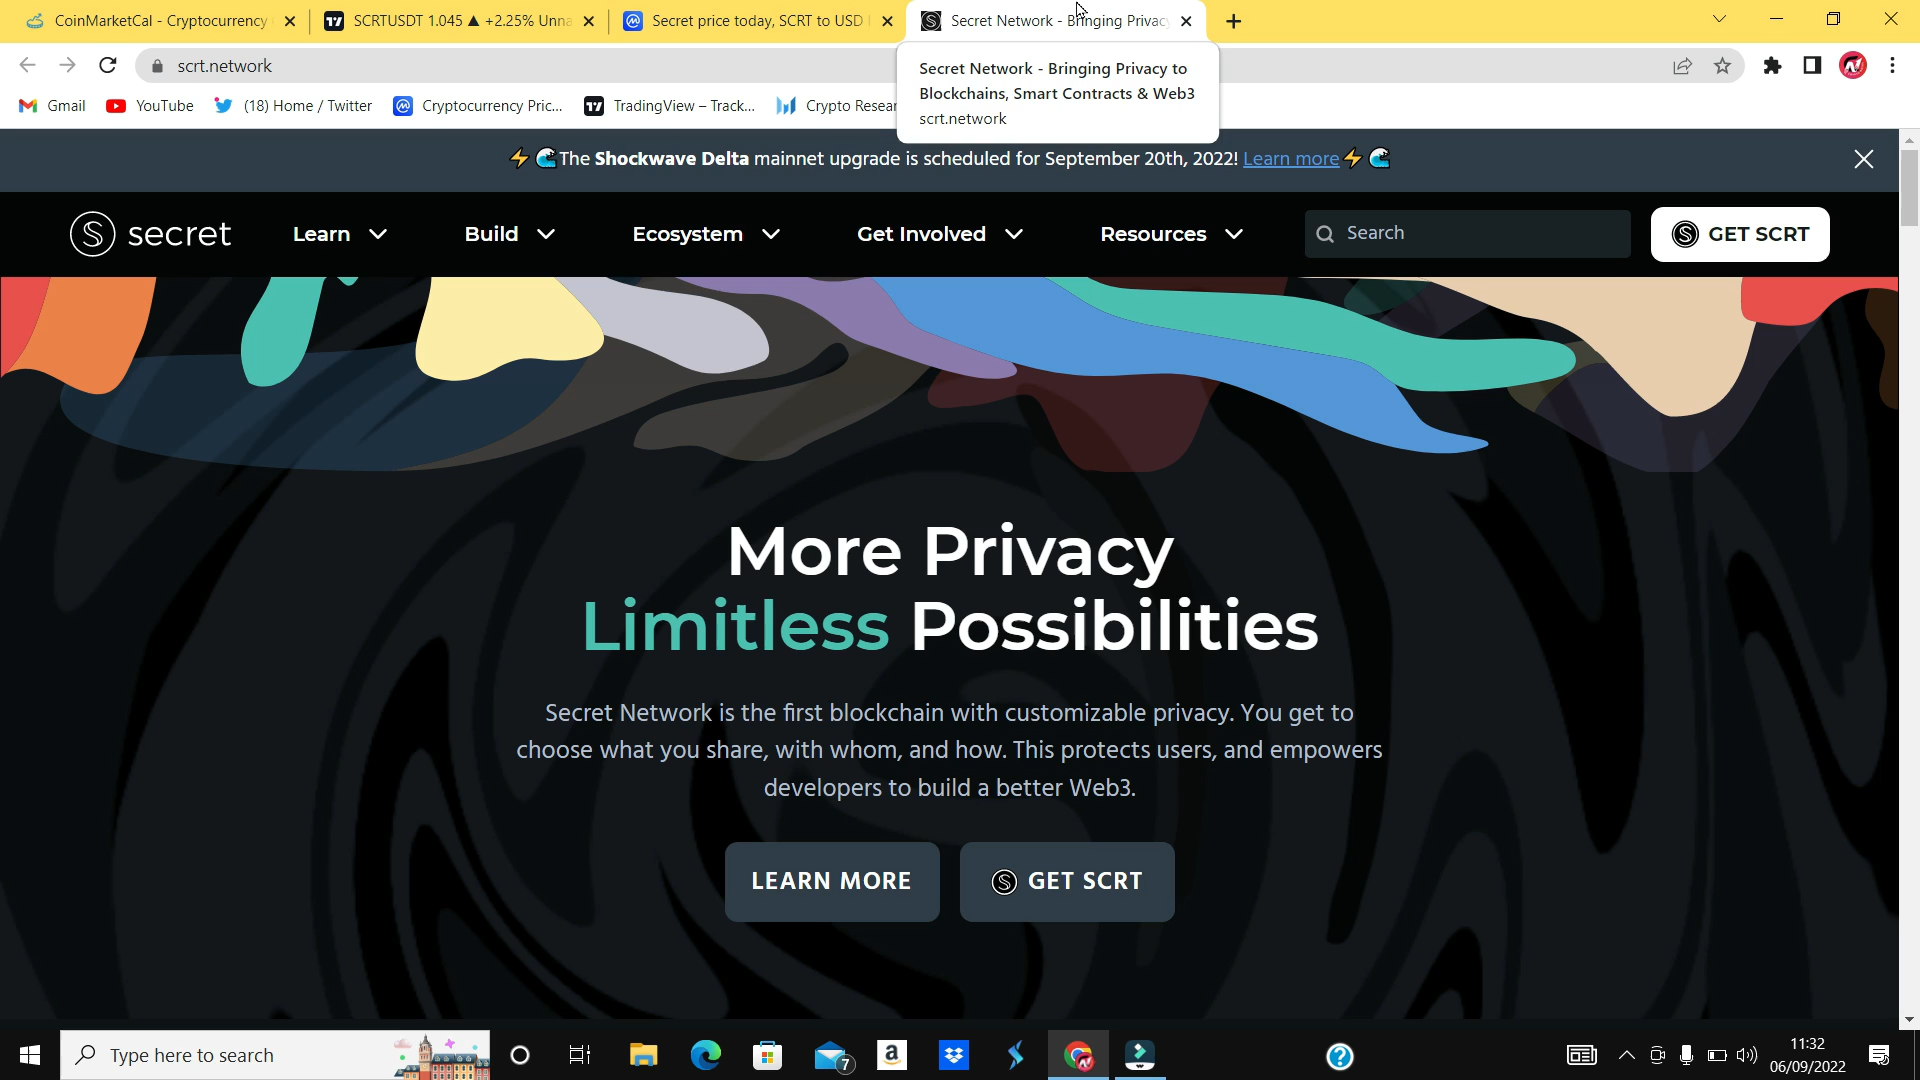 CoinMarketCal - Cryptocurrency
SCRTUSDT 1.045 ▲ +2.25% Unna
Secret price today, SCRT to USD
Secret Network - Bringing Privacy
scrt.network
Secret Network - Bringing Privacy to
Blockchains, Smart Contracts & Web3
scrt.network
Gmail
YouTube
(18) Home / Twitter
Cryptocurrency Pric...
TradingView – Track...
Crypto Resear
⚡🌊The Shockwave Delta mainnet upgrade is scheduled for September 20th, 2022! Learn more⚡🌊
secret
Learn
Build
Ecosystem
Get Involved
Resources
Search
GET SCRT
More Privacy
Limitless Possibilities
Secret Network is the first blockchain with customizable privacy. You get to
choose what you share, with whom, and how. This protects users, and empowers
developers to build a better Web3.
LEARN MORE
GET SCRT
Type here to search
7
11:32
06/09/2022